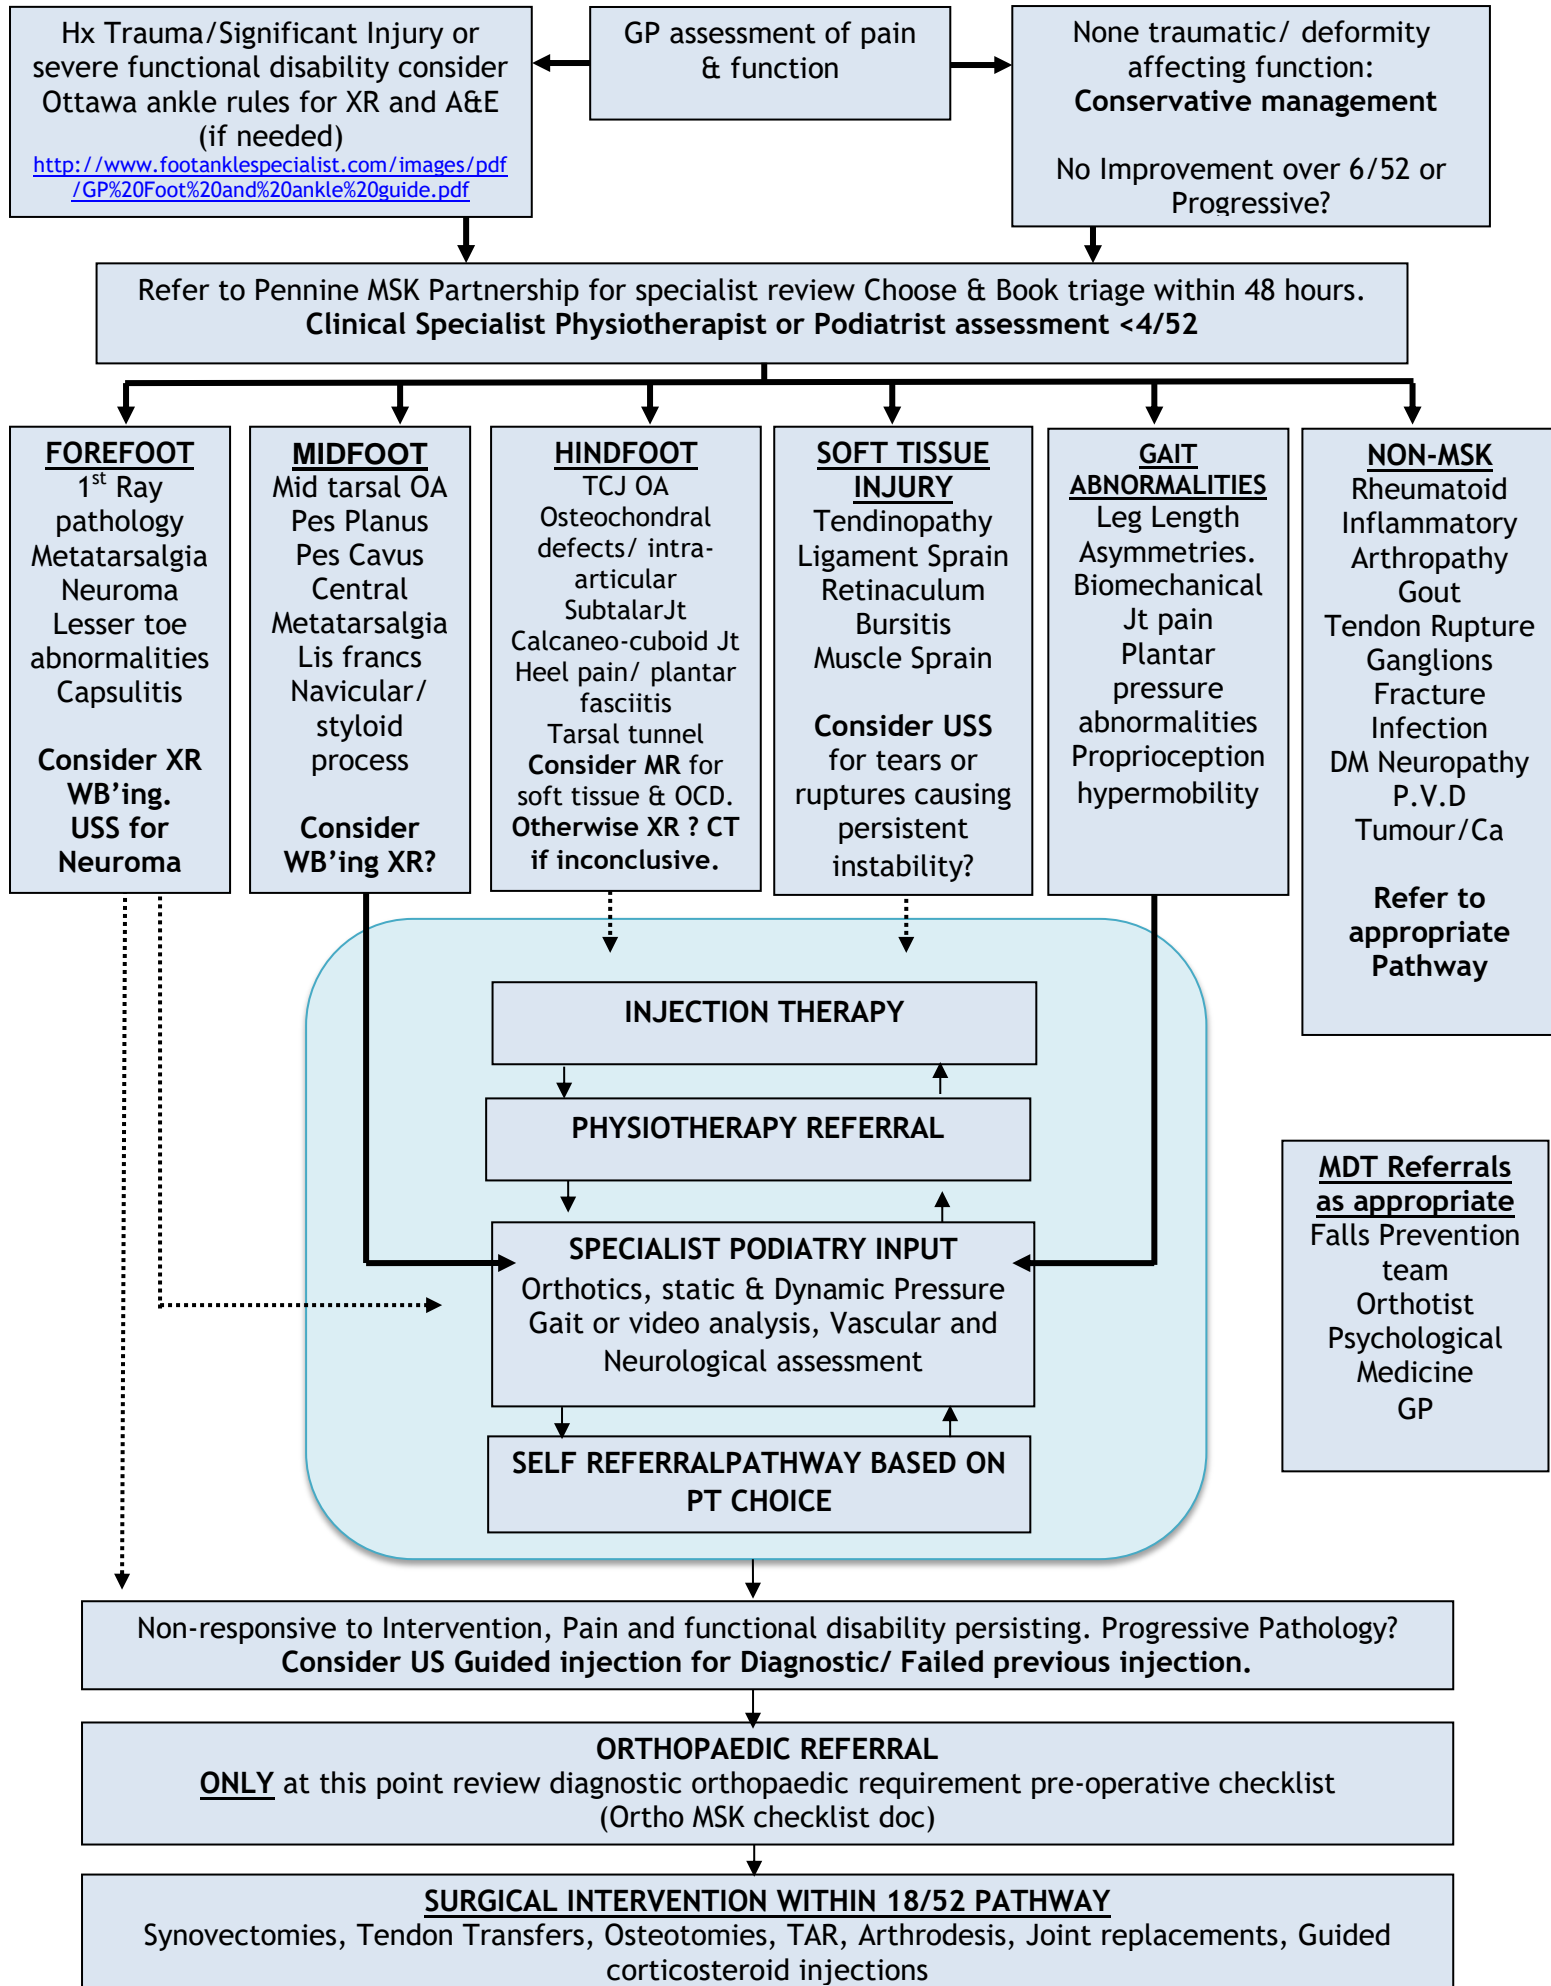 Hx Trauma/Significant Injury or
severe functional disability consider
Ottawa ankle rules for XR and A&E
(if needed)
http://www.footanklespecialist.com/images/pdf
/GP%20Foot%20and%20ankle%20guide.pdf
GP assessment of pain
& function
None traumatic/ deformity
affecting function:
Conservative management
No Improvement over 6/52 or
Progressive?
Refer to Pennine MSK Partnership for specialist review Choose & Book triage within 48 hours.
Clinical Specialist Physiotherapist or Podiatrist assessment <4/52
FOREFOOT
1st Ray
pathology
Metatarsalgia
Neuroma
Lesser toe
abnormalities
Capsulitis
Consider XR
WB’ing.
USS for
Neuroma
MIDFOOT
Mid tarsal OA
Pes Planus
Pes Cavus
Central
Metatarsalgia
Lis francs
Navicular/
styloid
process
Consider
WB’ing XR?
HINDFOOT
TCJ OA
Osteochondral
defects/ intra-
articular
SubtalarJt
Calcaneo-cuboid Jt
Heel pain/ plantar
fasciitis
Tarsal tunnel
Consider MR for
soft tissue & OCD.
Otherwise XR ? CT
if inconclusive.
SOFT TISSUE
INJURY
Tendinopathy
Ligament Sprain
Retinaculum
Bursitis
Muscle Sprain
Consider USS
for tears or
ruptures causing
persistent
instability?
GAIT
ABNORMALITIES
Leg Length
Asymmetries.
Biomechanical
Jt pain
Plantar
pressure
abnormalities
Proprioception
hypermobility
NON-MSK
Rheumatoid
Inflammatory
Arthropathy
Gout
Tendon Rupture
Ganglions
Fracture
Infection
DM Neuropathy
P.V.D
Tumour/Ca
Refer to
appropriate
Pathway
INJECTION THERAPY
PHYSIOTHERAPY REFERRAL
SPECIALIST PODIATRY INPUT
Orthotics, static & Dynamic Pressure
Gait or video analysis, Vascular and
Neurological assessment
SELF REFERRALPATHWAY BASED ON
PT CHOICE
MDT Referrals
as appropriate
Falls Prevention
team
Orthotist
Psychological
Medicine
GP
Non-responsive to Intervention, Pain and functional disability persisting. Progressive Pathology?
Consider US Guided injection for Diagnostic/ Failed previous injection.
ORTHOPAEDIC REFERRAL
ONLY at this point review diagnostic orthopaedic requirement pre-operative checklist
(Ortho MSK checklist doc)
SURGICAL INTERVENTION WITHIN 18/52 PATHWAY
Synovectomies, Tendon Transfers, Osteotomies, TAR, Arthrodesis, Joint replacements, Guided
corticosteroid injections